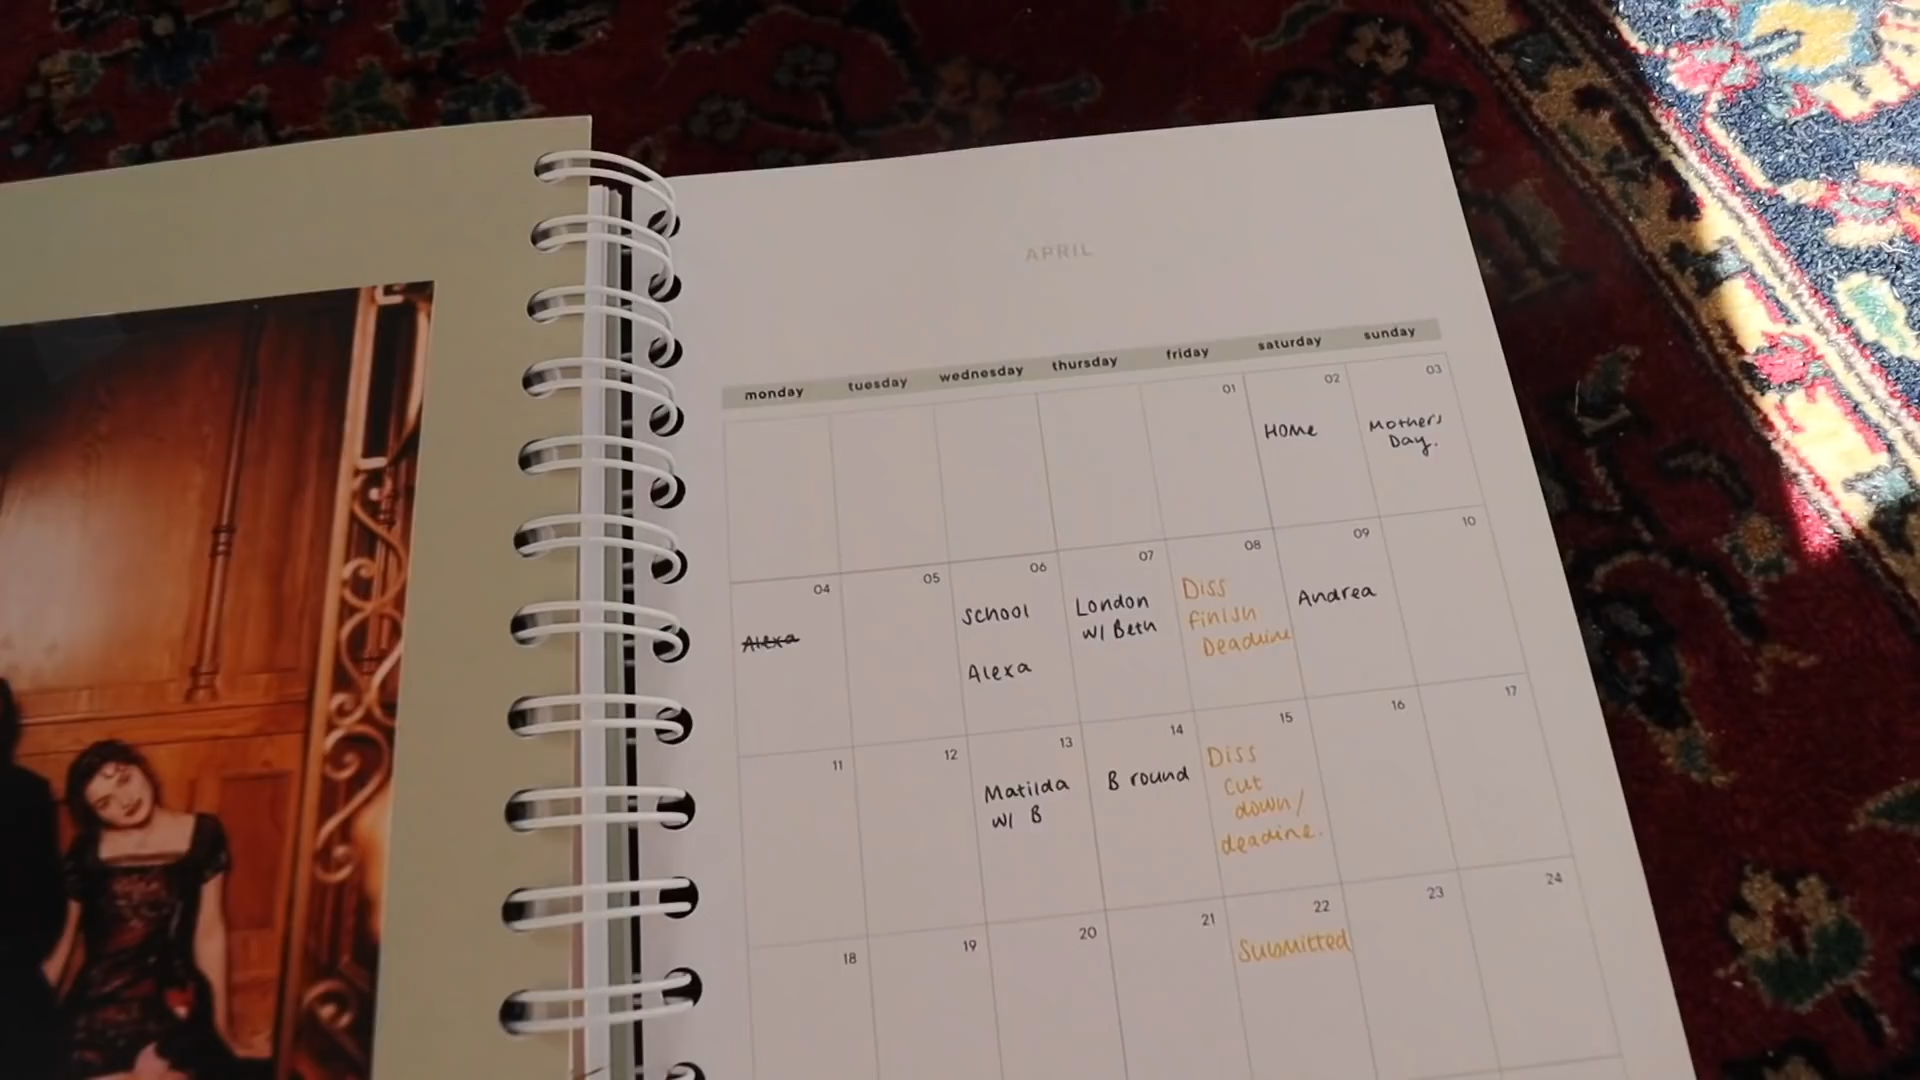 APRIL
monday tuesday wednesday thursday friday saturday sunday
01 02 03
Home
Mothers
Day.
04 05 06 07 08 09 10
Alexa
School
Alexa
London
w/ Beth
Diss
finish
Deadline
Andrea
11 12 13 14 15 16 17
Matilda
w/ B
B round
Diss
cut
down/
deadine.
18 19 20 21 22 23 24
Submitted